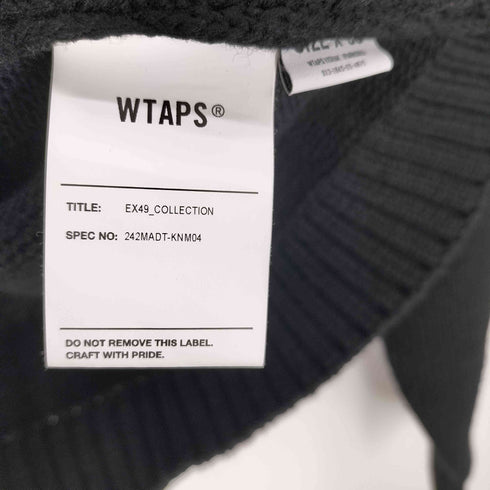 WTAPS®
TITLE: EX49_COLLECTION
SPEC NO: 242MADT-KNM04
DO NOT REMOVE THIS LABEL.
CRAFT WITH PRIDE.